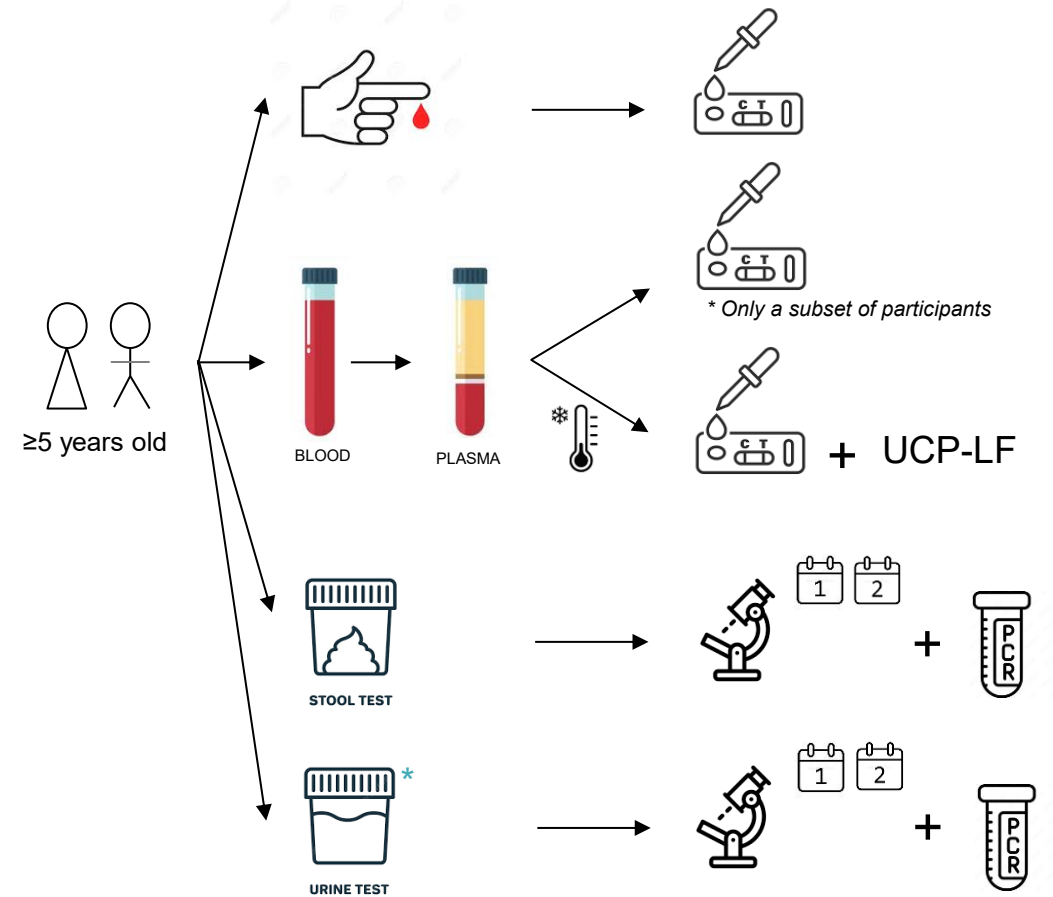 C T
C T
* Only a subset of participants
≥5 years old
BLOOD
PLASMA
C T
+ UCP-LF
1 2
+
PCR
STOOL TEST
*
1 2
+
PCR
URINE TEST